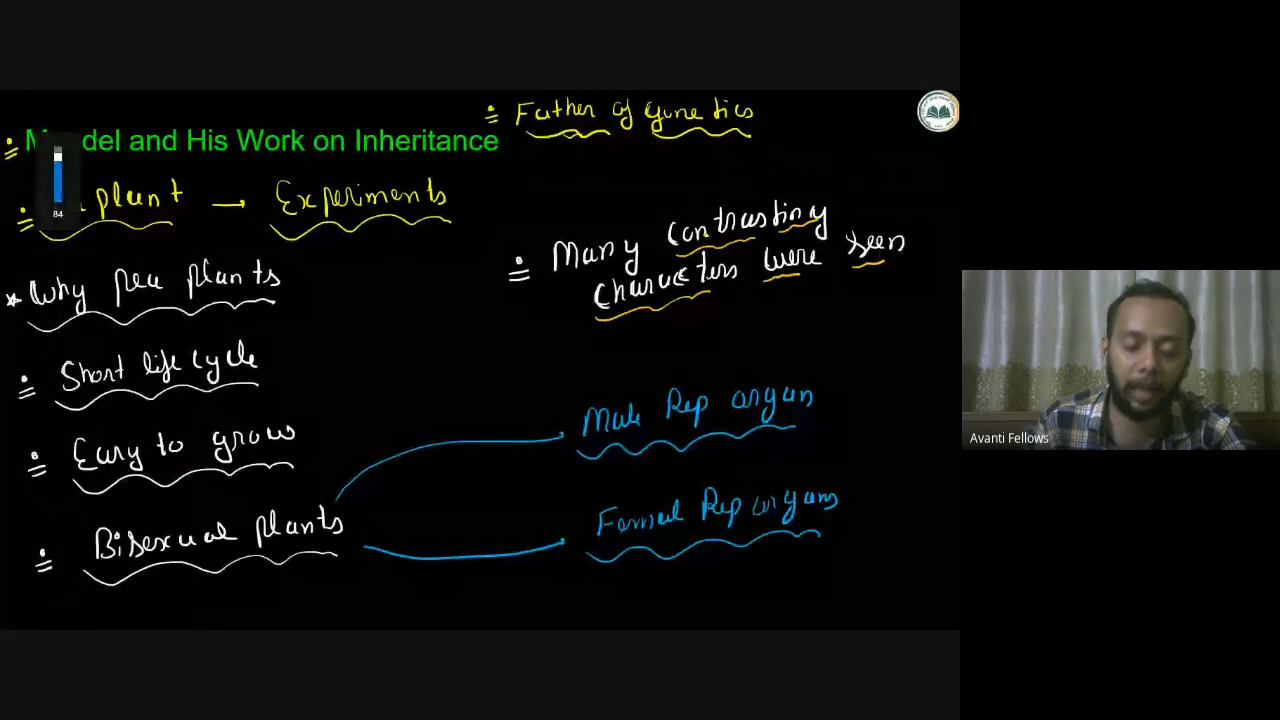 Father of genetics
del and His Work on Inheritance
plant → Experiments
Many contrasting
characters were seen
* Why pea plants
Short life cycle
Easy to grow
Bisexual plants
Male Rep organ
Female Rep organs
84
Avanti Fellows